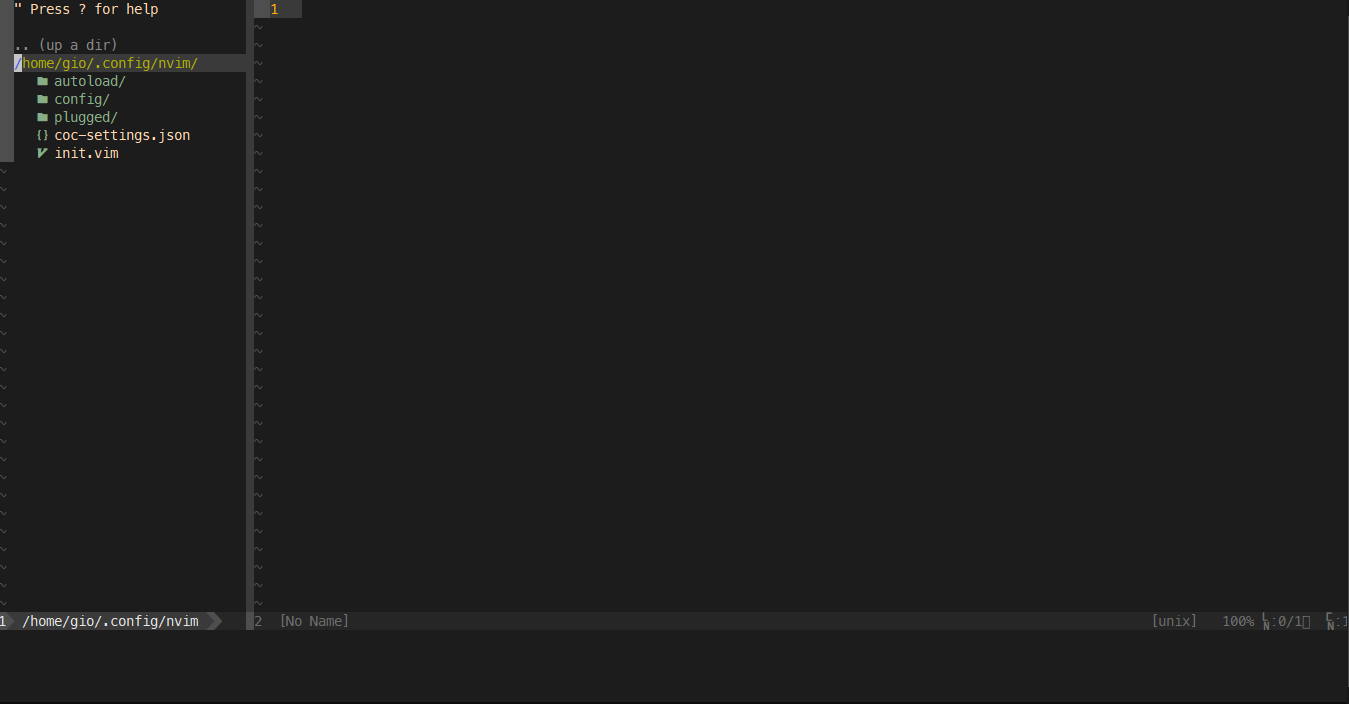 " Press ? for help
.. (up a dir)
/home/gio/.config/nvim/
autoload/
config/
plugged/
{} coc-settings.json
init.vim
1
1 /home/gio/.config/nvim
2 [No Name] [unix] 100% LN:0/1 :1